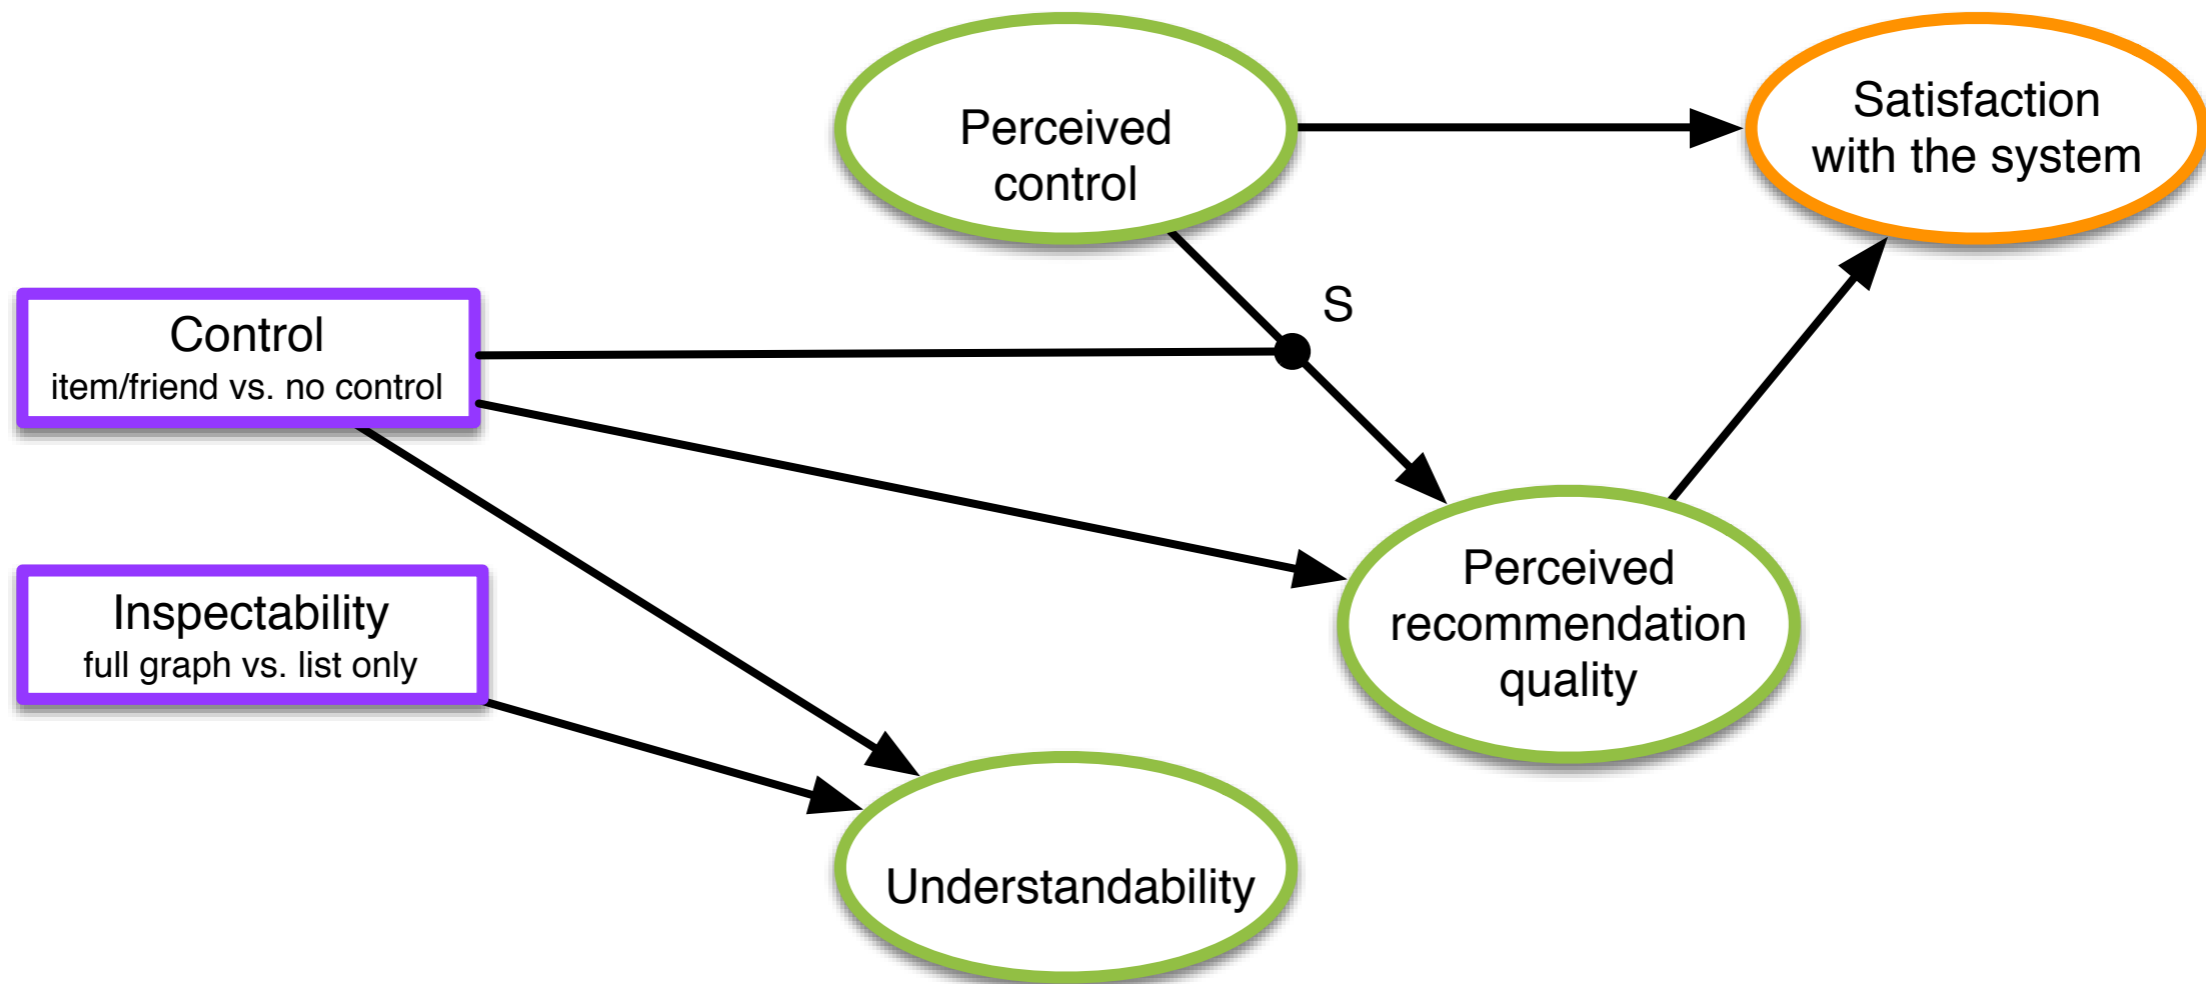 Perceived
control
Satisfaction
with the system
S
Control
item/friend vs. no control
Inspectability
full graph vs. list only
Perceived
recommendation
quality
Understandability